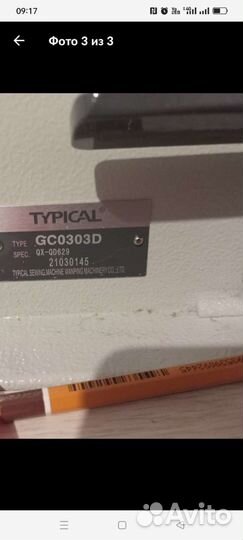 09:17
Фото 3 из 3
TYPICAL
TYPE GC0303D
SPEC. QX-QD629
21030145
TYPICAL SEWING MACHINE WANPING MACHINERY CO.,LTD.
Avito